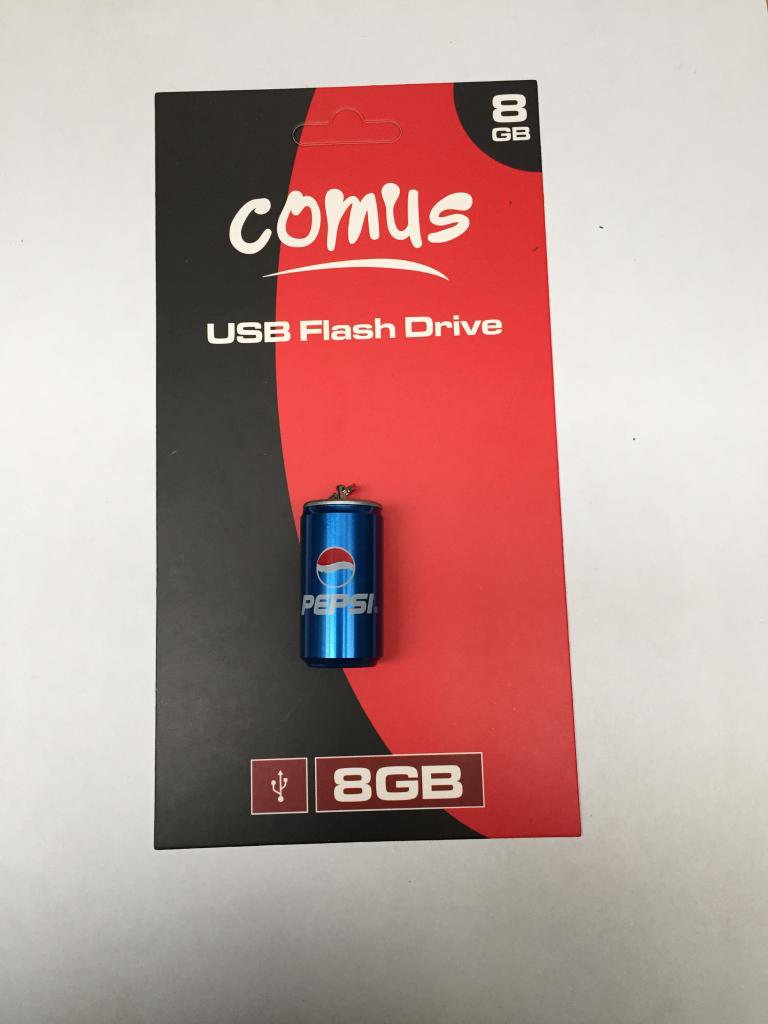 8
GB
comus
USB Flash Drive
PEPSI
8GB